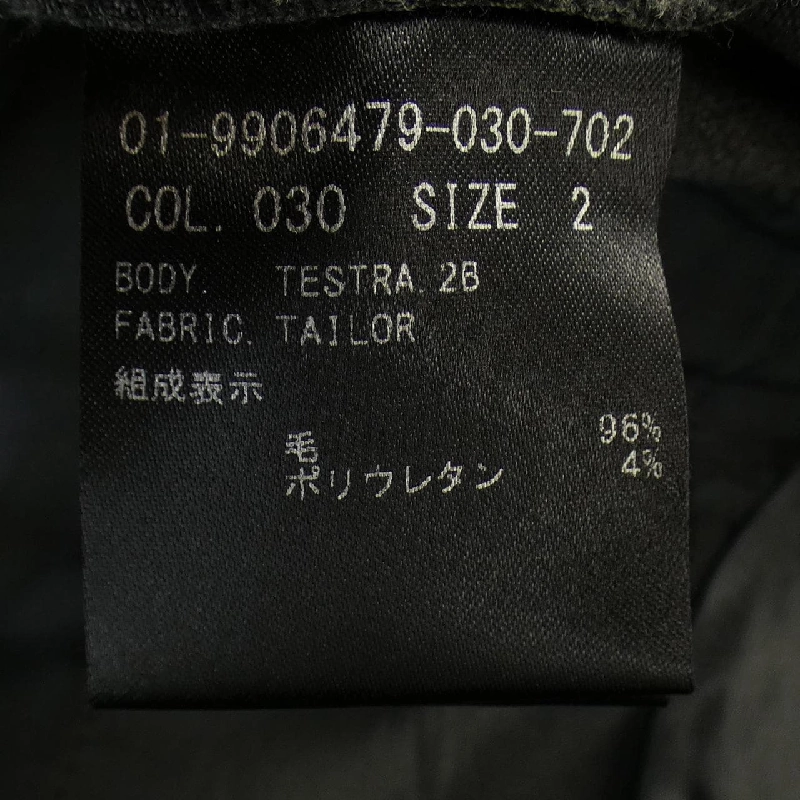 01-9906479-030-702
COL. 030 SIZE 2
BODY. TESTRA.2B
FABRIC. TAILOR
組成表示
毛 96%
ポリウレタン 4%